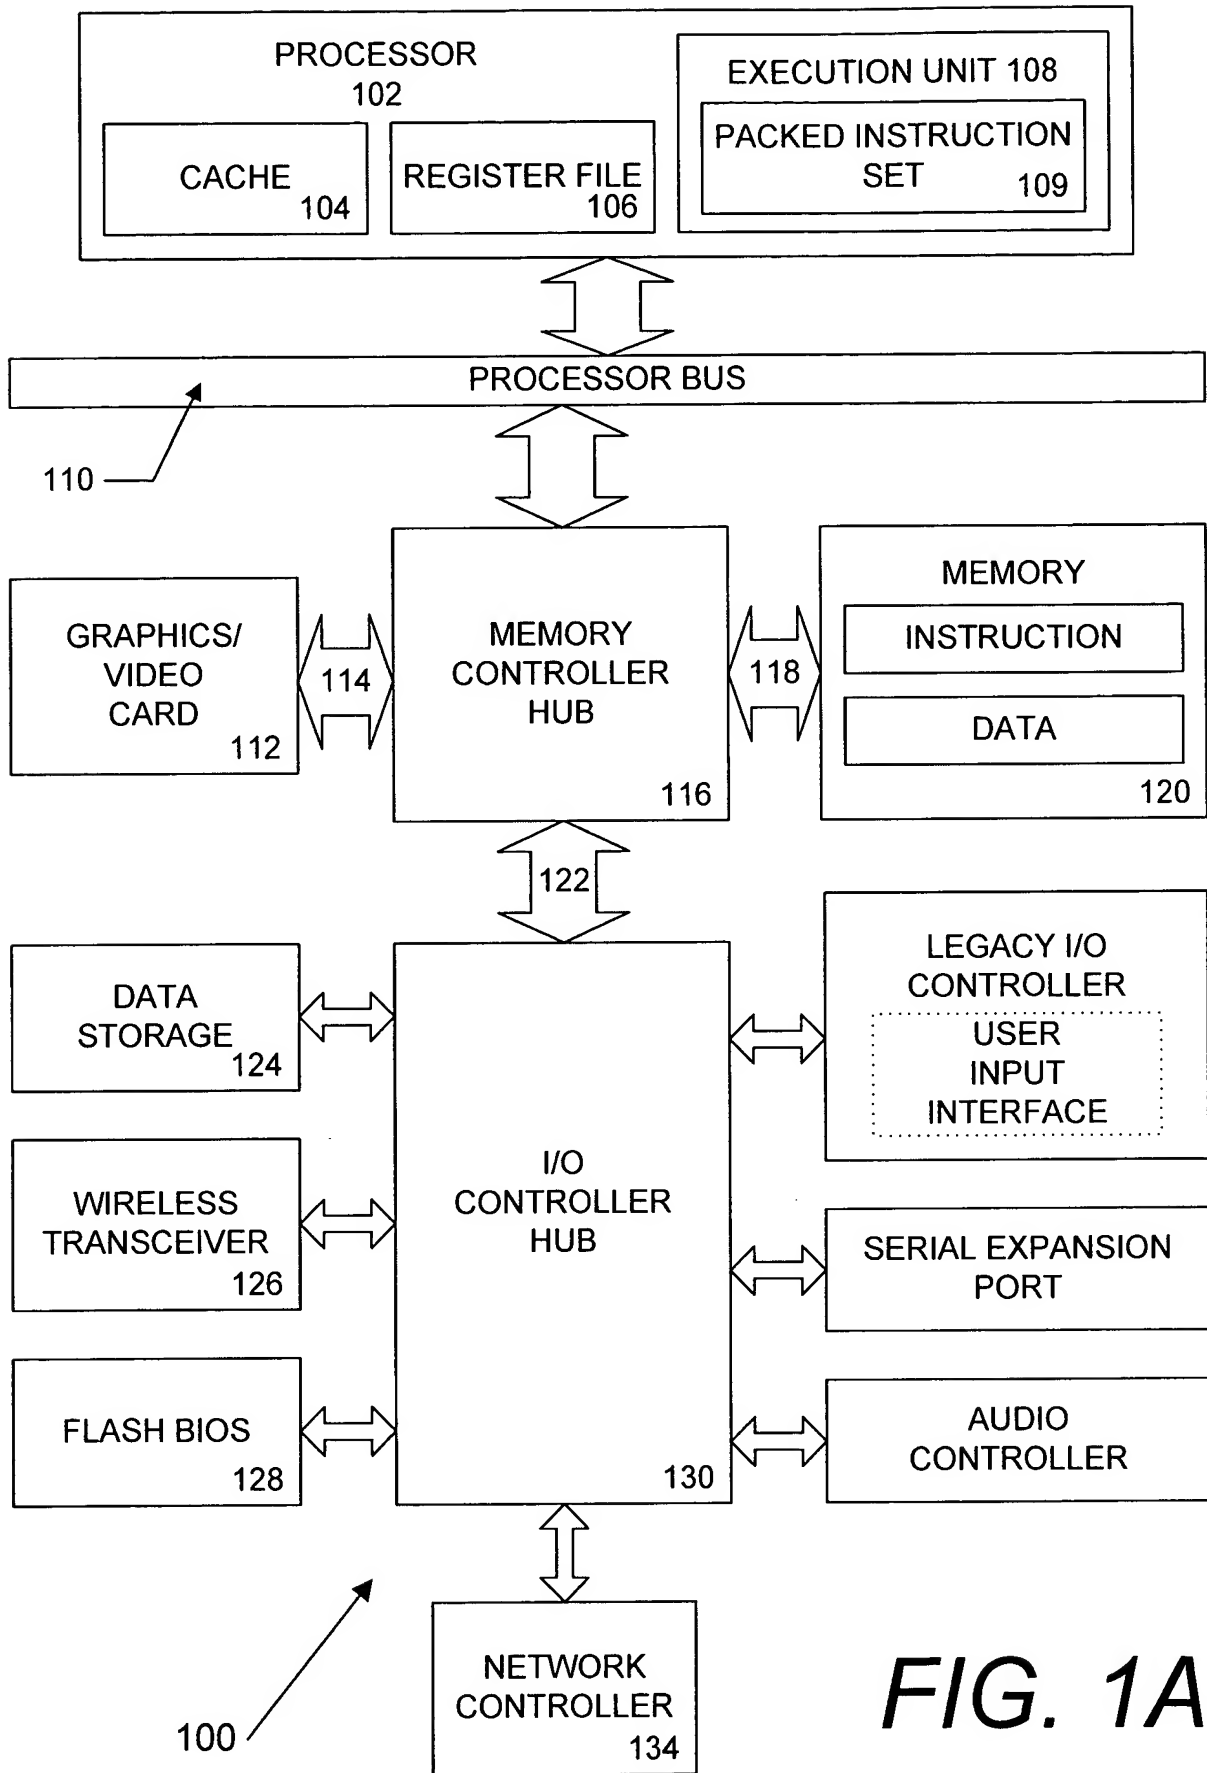 PROCESSOR
102
CACHE
104
REGISTER FILE
106
EXECUTION UNIT 108
PACKED INSTRUCTION
SET
109
PROCESSOR BUS
110
GRAPHICS/
VIDEO
CARD
112
114
MEMORY
CONTROLLER
HUB
116
118
MEMORY
INSTRUCTION
DATA
120
122
DATA
STORAGE
124
LEGACY I/O
CONTROLLER
USER
INPUT
INTERFACE
WIRELESS
TRANSCEIVER
126
I/O
CONTROLLER
HUB
130
SERIAL EXPANSION
PORT
FLASH BIOS
128
AUDIO
CONTROLLER
NETWORK
CONTROLLER
134
100
FIG. 1A